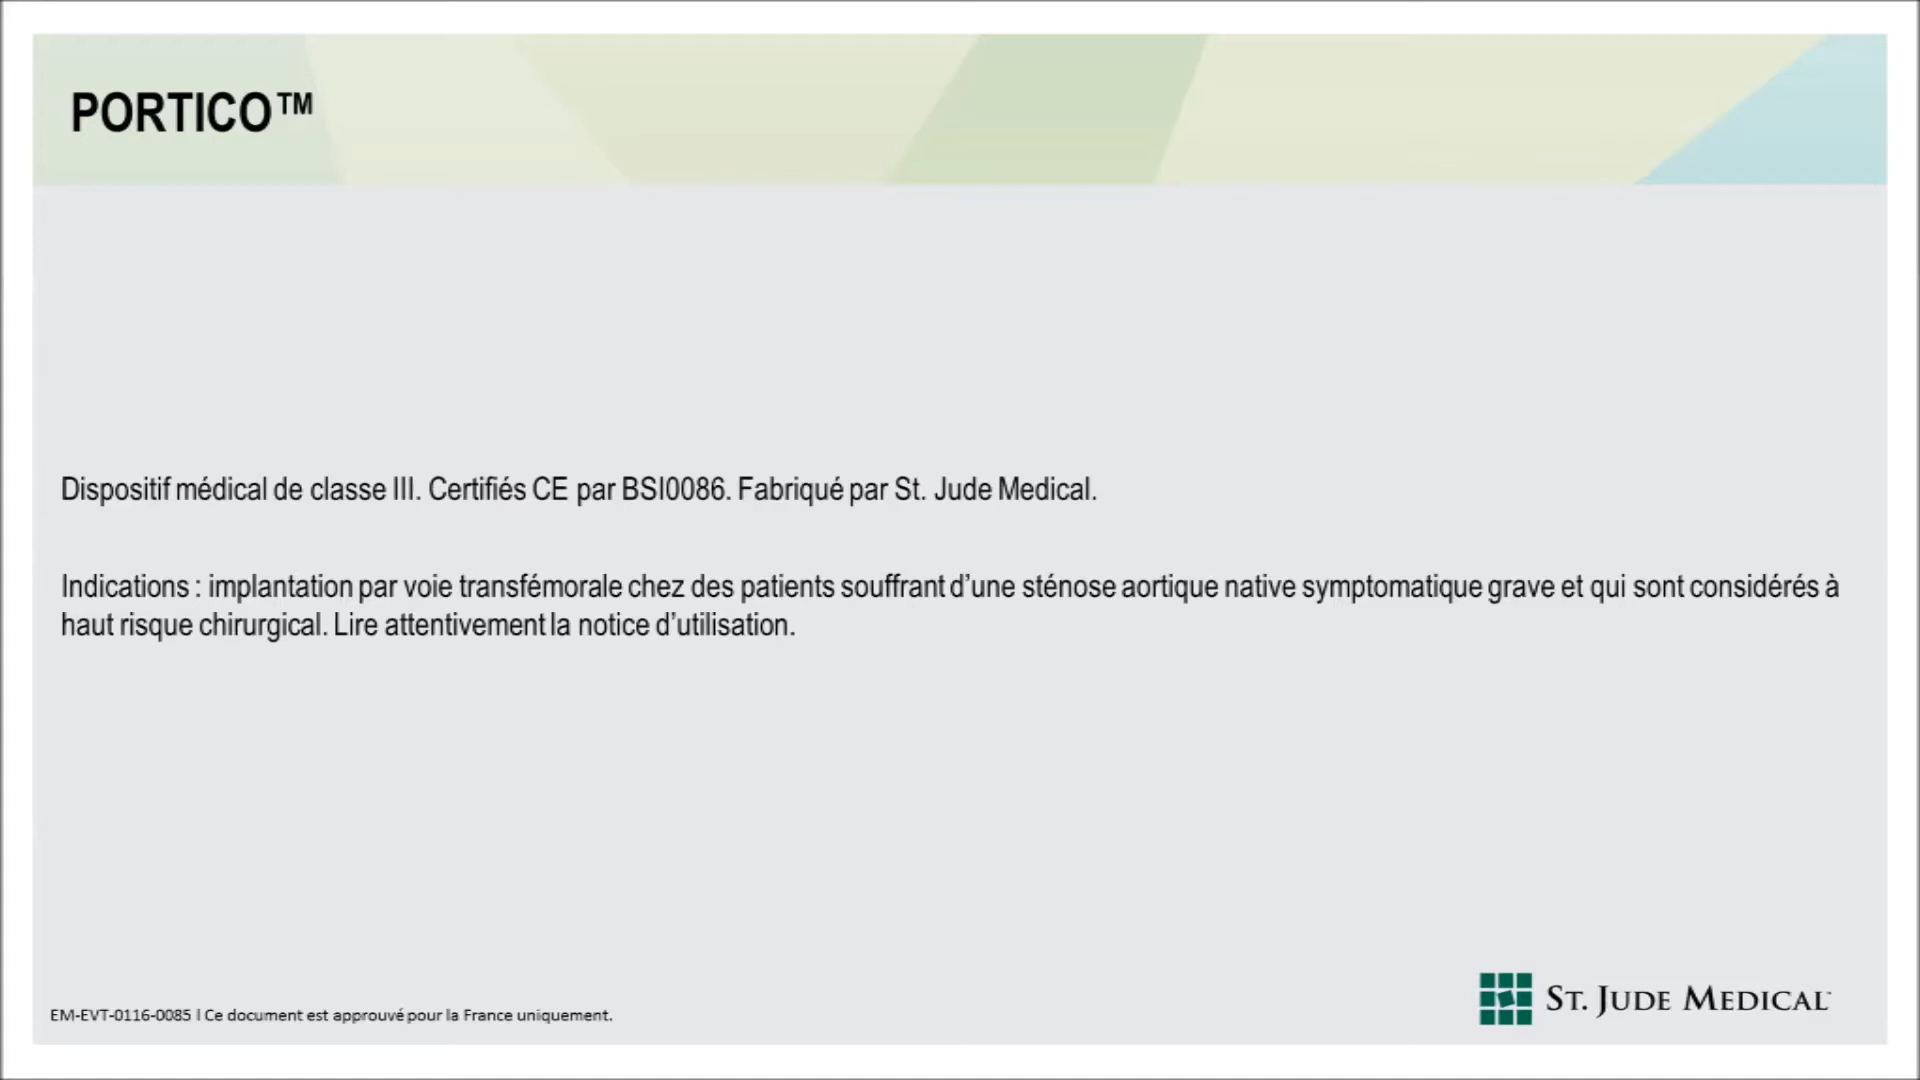 PORTICO™
Dispositif médical de classe III. Certifiés CE par BSI0086. Fabriqué par St. Jude Medical.
Indications : implantation par voie transfémorale chez des patients souffrant d’une sténose aortique native symptomatique grave et qui sont considérés à
haut risque chirurgical. Lire attentivement la notice d’utilisation.
EM-EVT-0116-0085 l Ce document est approuvé pour la France uniquement.
ST. JUDE MEDICAL™